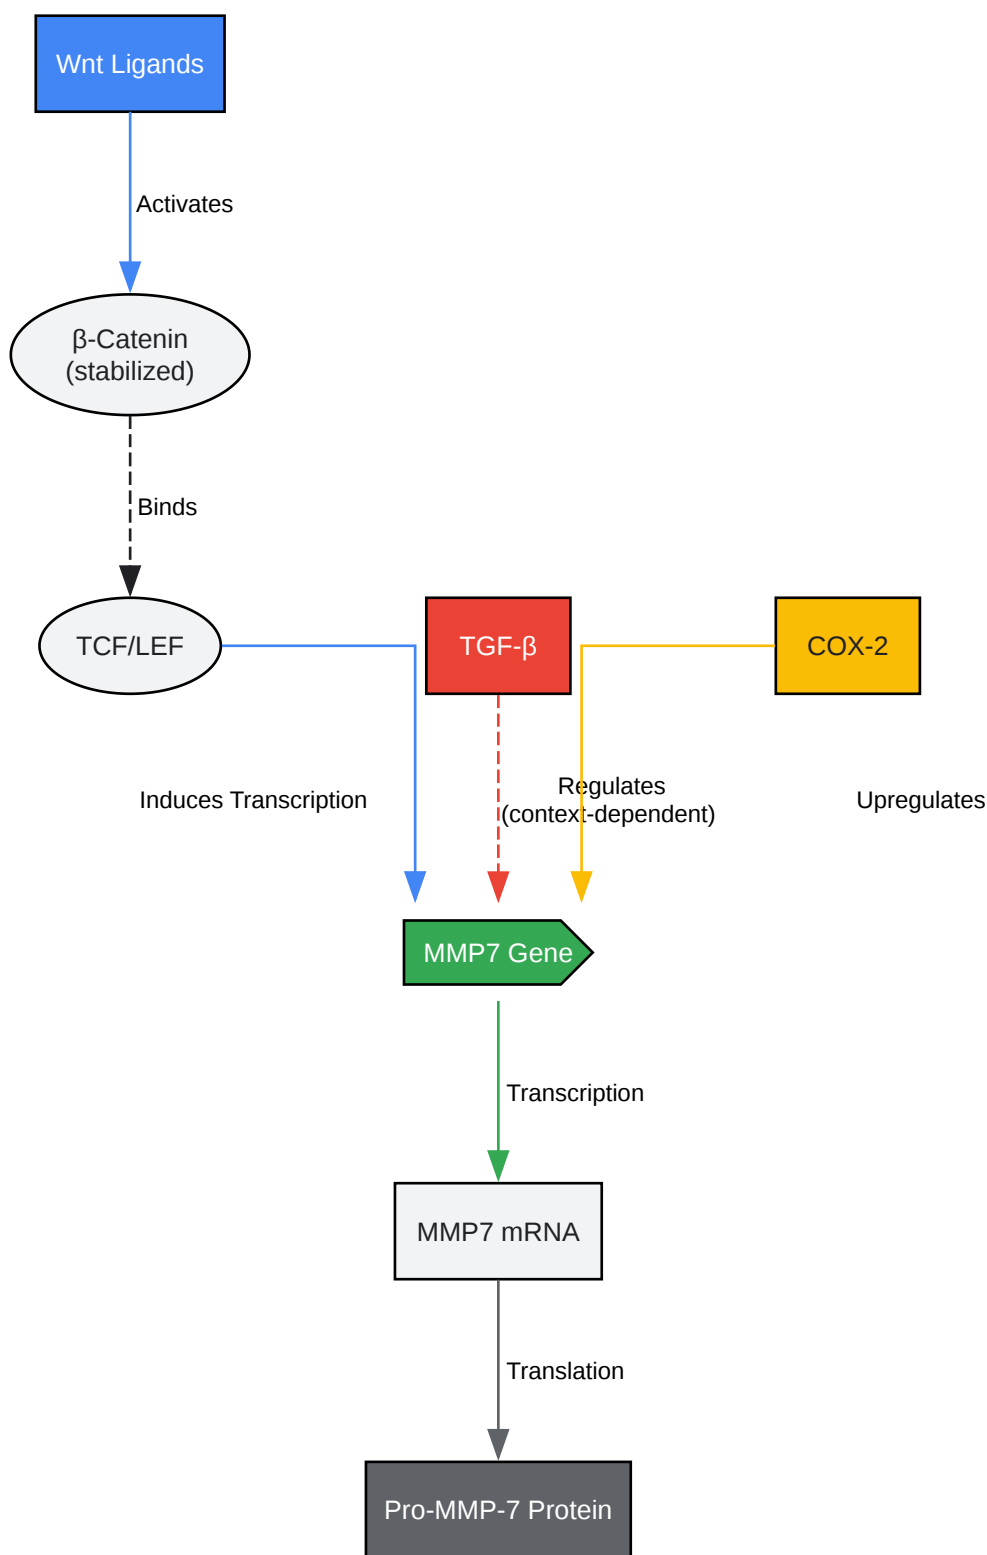 Wnt Ligands
Activates
β-Catenin
(stabilized)
Binds
TCF/LEF
TGF-β
COX-2
Induces Transcription
Regulates
(context-dependent)
Upregulates
MMP7 Gene
Transcription
MMP7 mRNA
Translation
Pro-MMP-7 Protein